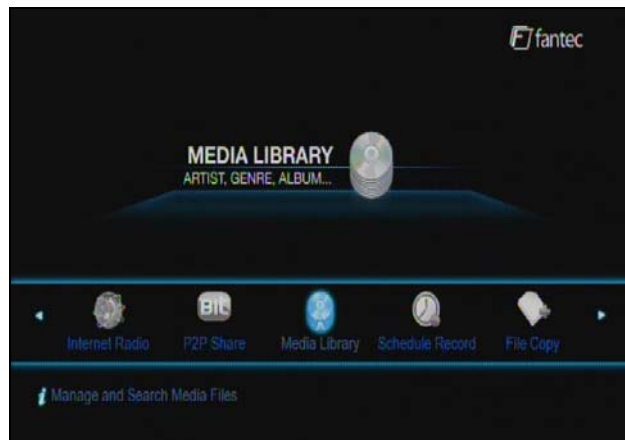 fantec
MEDIA LIBRARY
ARTIST, GENRE, ALBUM...
Bit
Internet Radio P2P Share Media Library Schedule Record File Copy
i Manage and Search Media Files